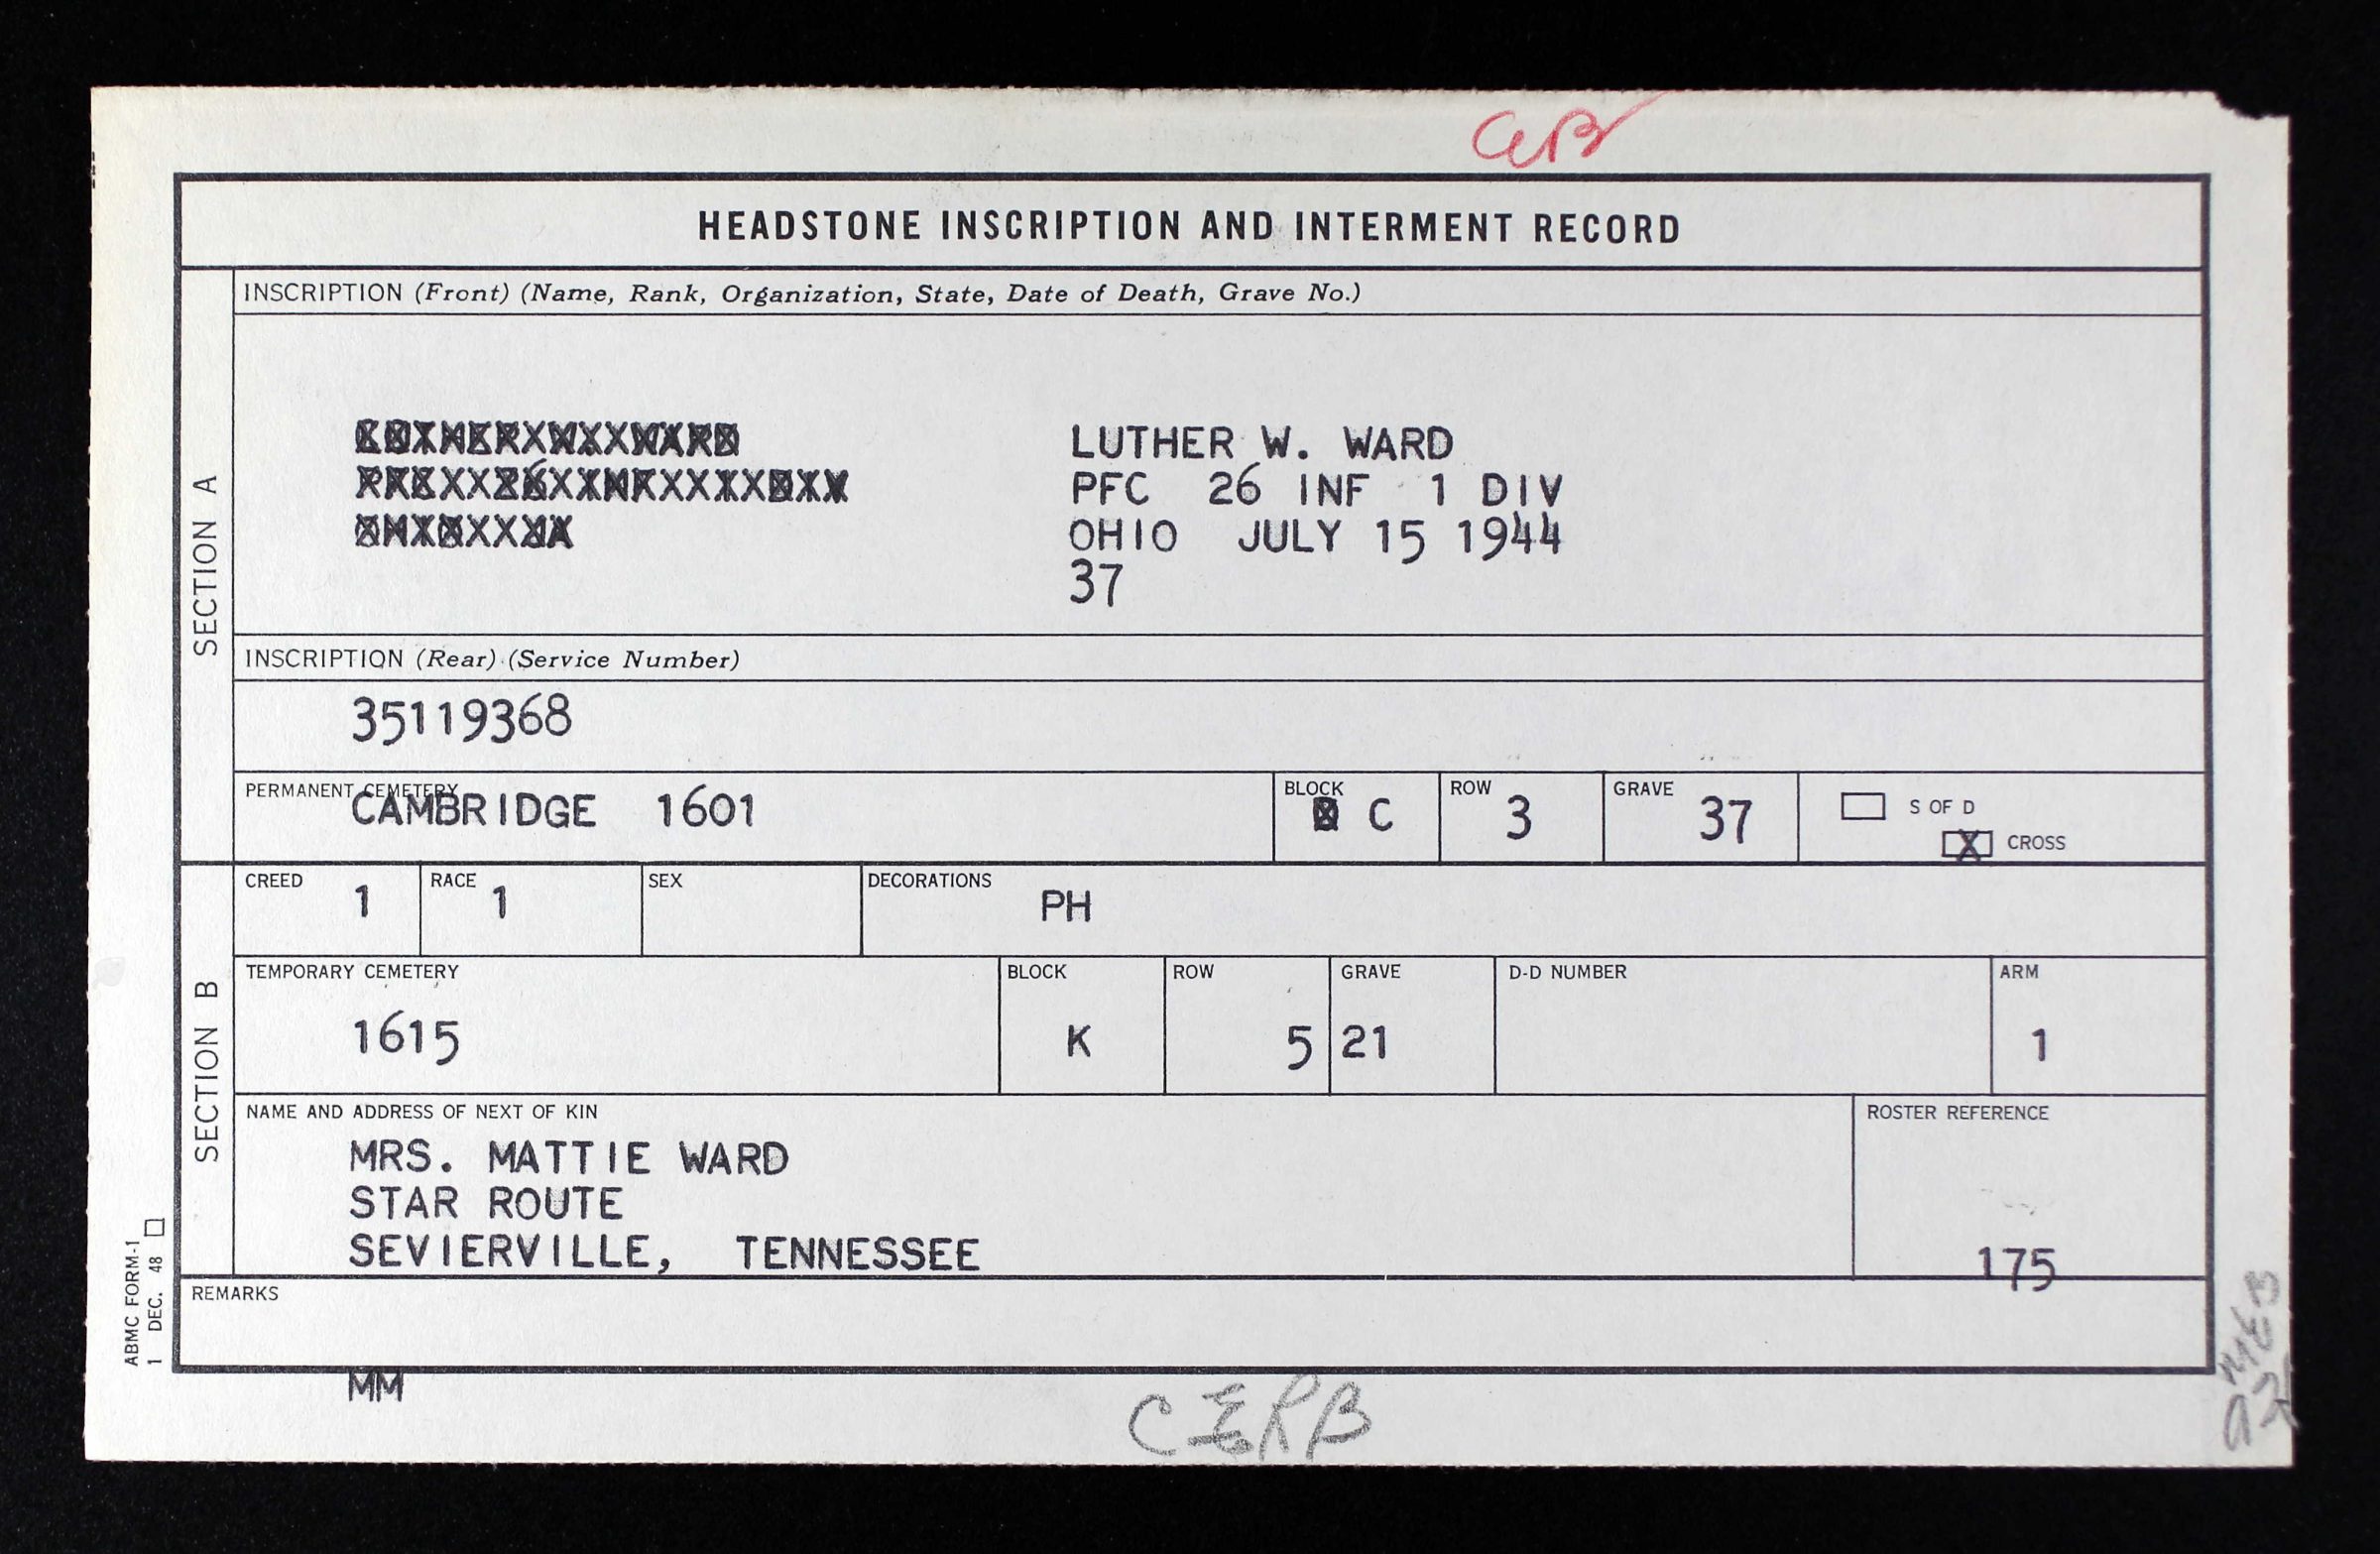 HEADSTONE INSCRIPTION AND INTERMENT RECORD
SECTION A
INSCRIPTION (Front) (Name, Rank, Organization, State, Date of Death, Grave No.)
LUTHER W. WARD
PFC 26 INF 1 DIV
OHIO JULY 15 1944
37
INSCRIPTION (Rear) (Service Number)
35119368
PERMANENT CEMETERY CAMBRIDGE 1601
BLOCK C
ROW 3
GRAVE 37
S OF D
X CROSS
SECTION B
CREED 1
RACE 1
SEX
DECORATIONS PH
TEMPORARY CEMETERY 1615
BLOCK K
ROW 5
GRAVE 21
D-D NUMBER
ARM 1
NAME AND ADDRESS OF NEXT OF KIN
MRS. MATTIE WARD
STAR ROUTE
SEVIERVILLE, TENNESSEE
ROSTER REFERENCE
175
REMARKS
ABMC FORM-1
1 DEC. 48
MM